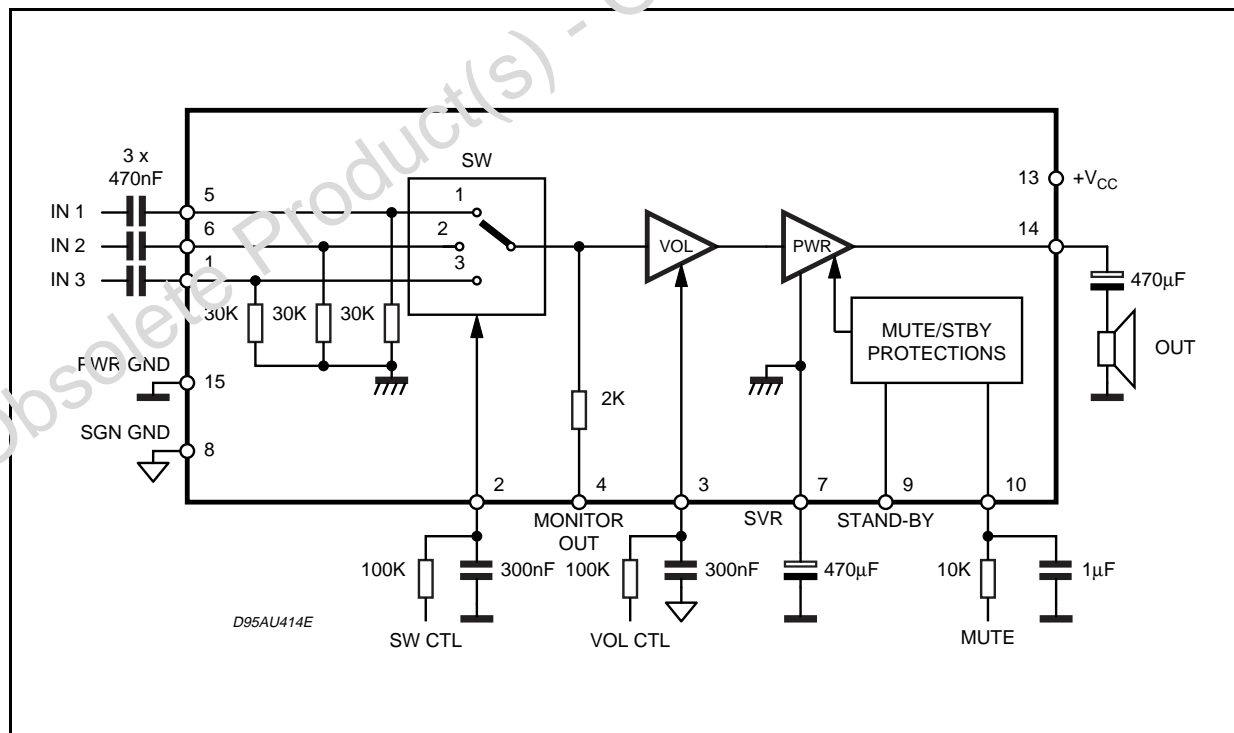 Obsolete Product(s) -
3 x
470nF
SW
IN 1
5
1
IN 2
6
2
IN 3
1
3
30K
30K
30K
VOL
PWR
13
+VCC
14
470µF
MUTE/STBY
PROTECTIONS
OUT
PWR GND
15
2K
SGN GND
8
2
4
3
7
9
10
MONITOR
OUT
SVR
STAND-BY
100K
300nF
100K
300nF
470µF
10K
1µF
D95AU414E
SW CTL
VOL CTL
MUTE